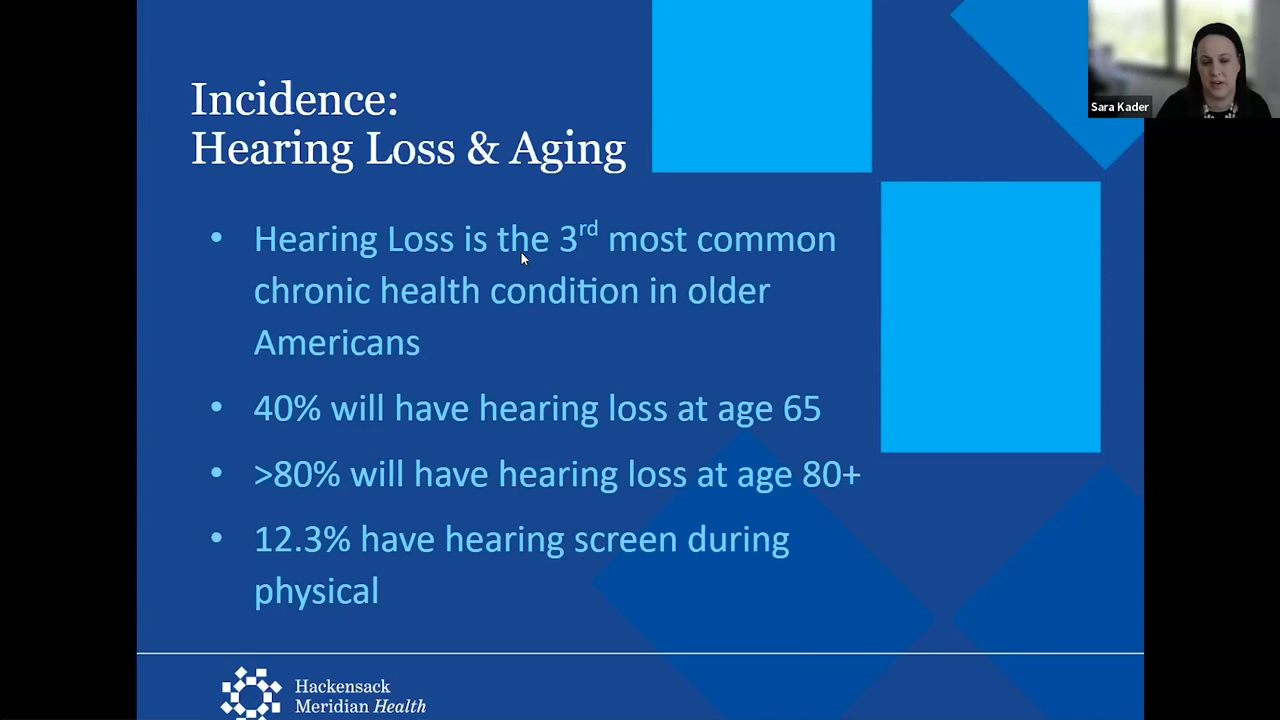 Incidence:
Hearing Loss & Aging
Sara Kader
• Hearing Loss is the 3rd most common
chronic health condition in older
Americans
• 40% will have hearing loss at age 65
• >80% will have hearing loss at age 80+
• 12.3% have hearing screen during
physical
Hackensack
Meridian Health